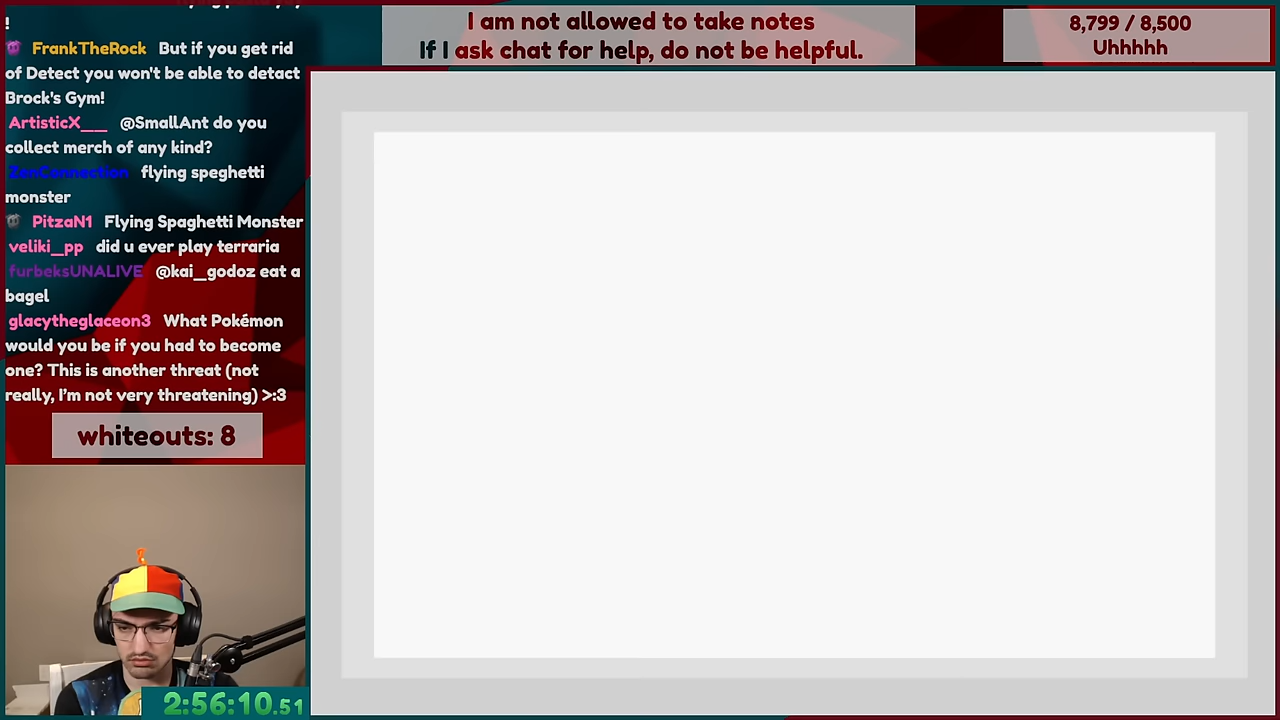 !
FrankTheRock But if you get rid
of Detect you won't be able to detact
Brock's Gym!
ArtisticX__ @SmallAnt do you
collect merch of any kind?
ZenConnection flying speghetti
monster
PitzaN1 Flying Spaghetti Monster
veliki_pp did u ever play terraria
furbeksUNALIVE @kai_godoz eat a
bagel
glacytheglaceon3 What Pokémon
would you be if you had to become
one? This is another threat (not
really, I'm not very threatening) >:3
whiteouts: 8
2:56:10.51
I am not allowed to take notes
If I ask chat for help, do not be helpful.
8,799 / 8,500
Uhhhhh